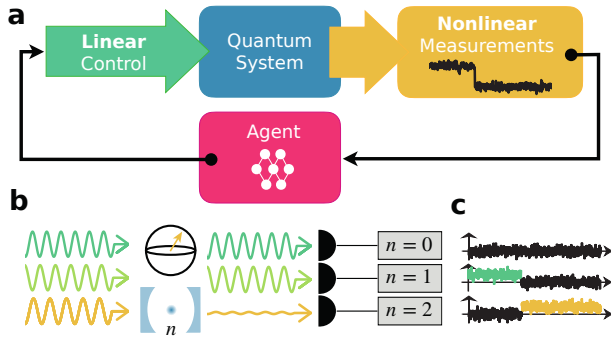 a
Linear
Control
Quantum
System
Nonlinear
Measurements
Agent
b
n
n = 0
n = 1
n = 2
c